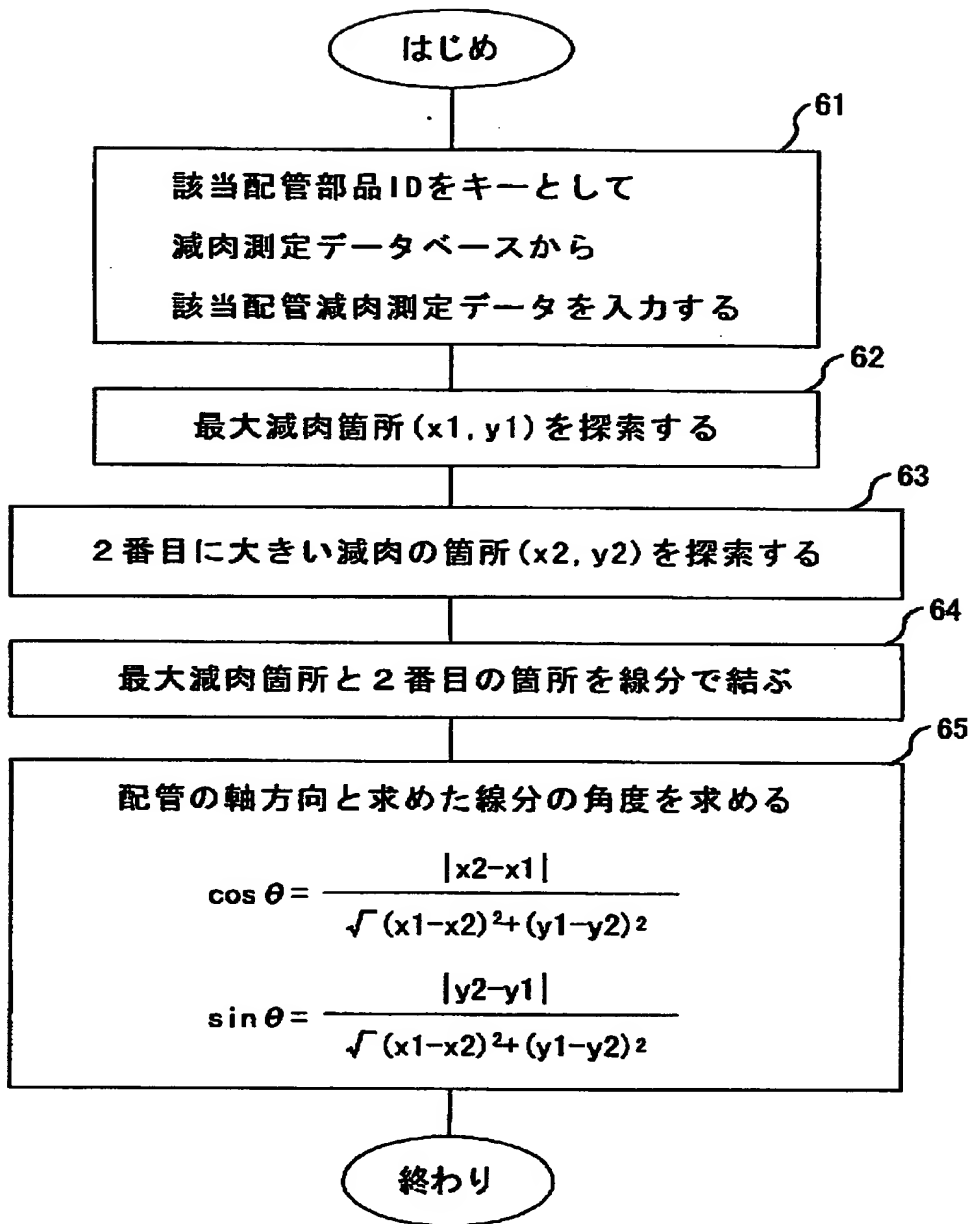 はじめ
61
該当配管部品IDをキーとして
減肉測定データベースから
該当配管減肉測定データを入力する
62
最大減肉箇所(x1, y1)を探索する
63
2番目に大きい減肉の箇所(x2, y2)を探索する
64
最大減肉箇所と2番目の箇所を線分で結ぶ
65
配管の軸方向と求めた線分の角度を求める
cosθ= |x2-x1| / √(x1-x2)²+(y1-y2)²
sinθ= |y2-y1| / √(x1-x2)²+(y1-y2)²
終わり